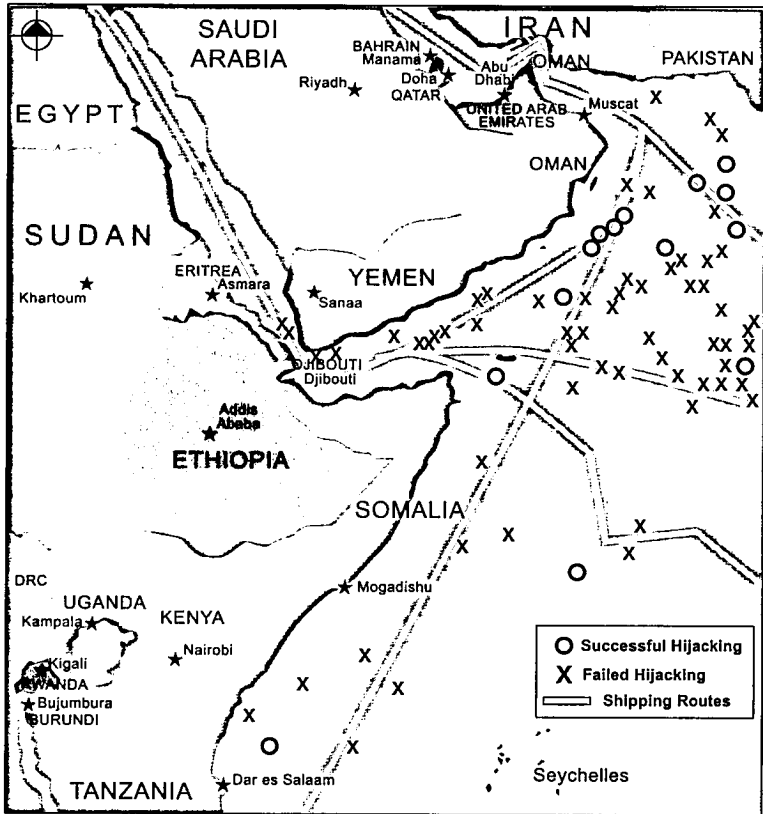 SAUDI
ARABIA
IRAN
BAHRAIN
Manama
Abu
Dhabi
OMAN
PAKISTAN
Riyadh
Doha
QATAR
EGYPT
UNITED ARAB
EMIRATES
Muscat
OMAN
SUDAN
ERITREA
Asmara
YEMEN
Khartoum
Sanaa
DJIBOUTI
Djibouti
Addis
Ababa
ETHIOPIA
SOMALIA
DRC
UGANDA
Kampala
KENYA
Mogadishu
Kigali
RWANDA
Nairobi
Bujumbura
BURUNDI
O Successful Hijacking
X Failed Hijacking
Shipping Routes
TANZANIA
Dar es Salaam
Seychelles